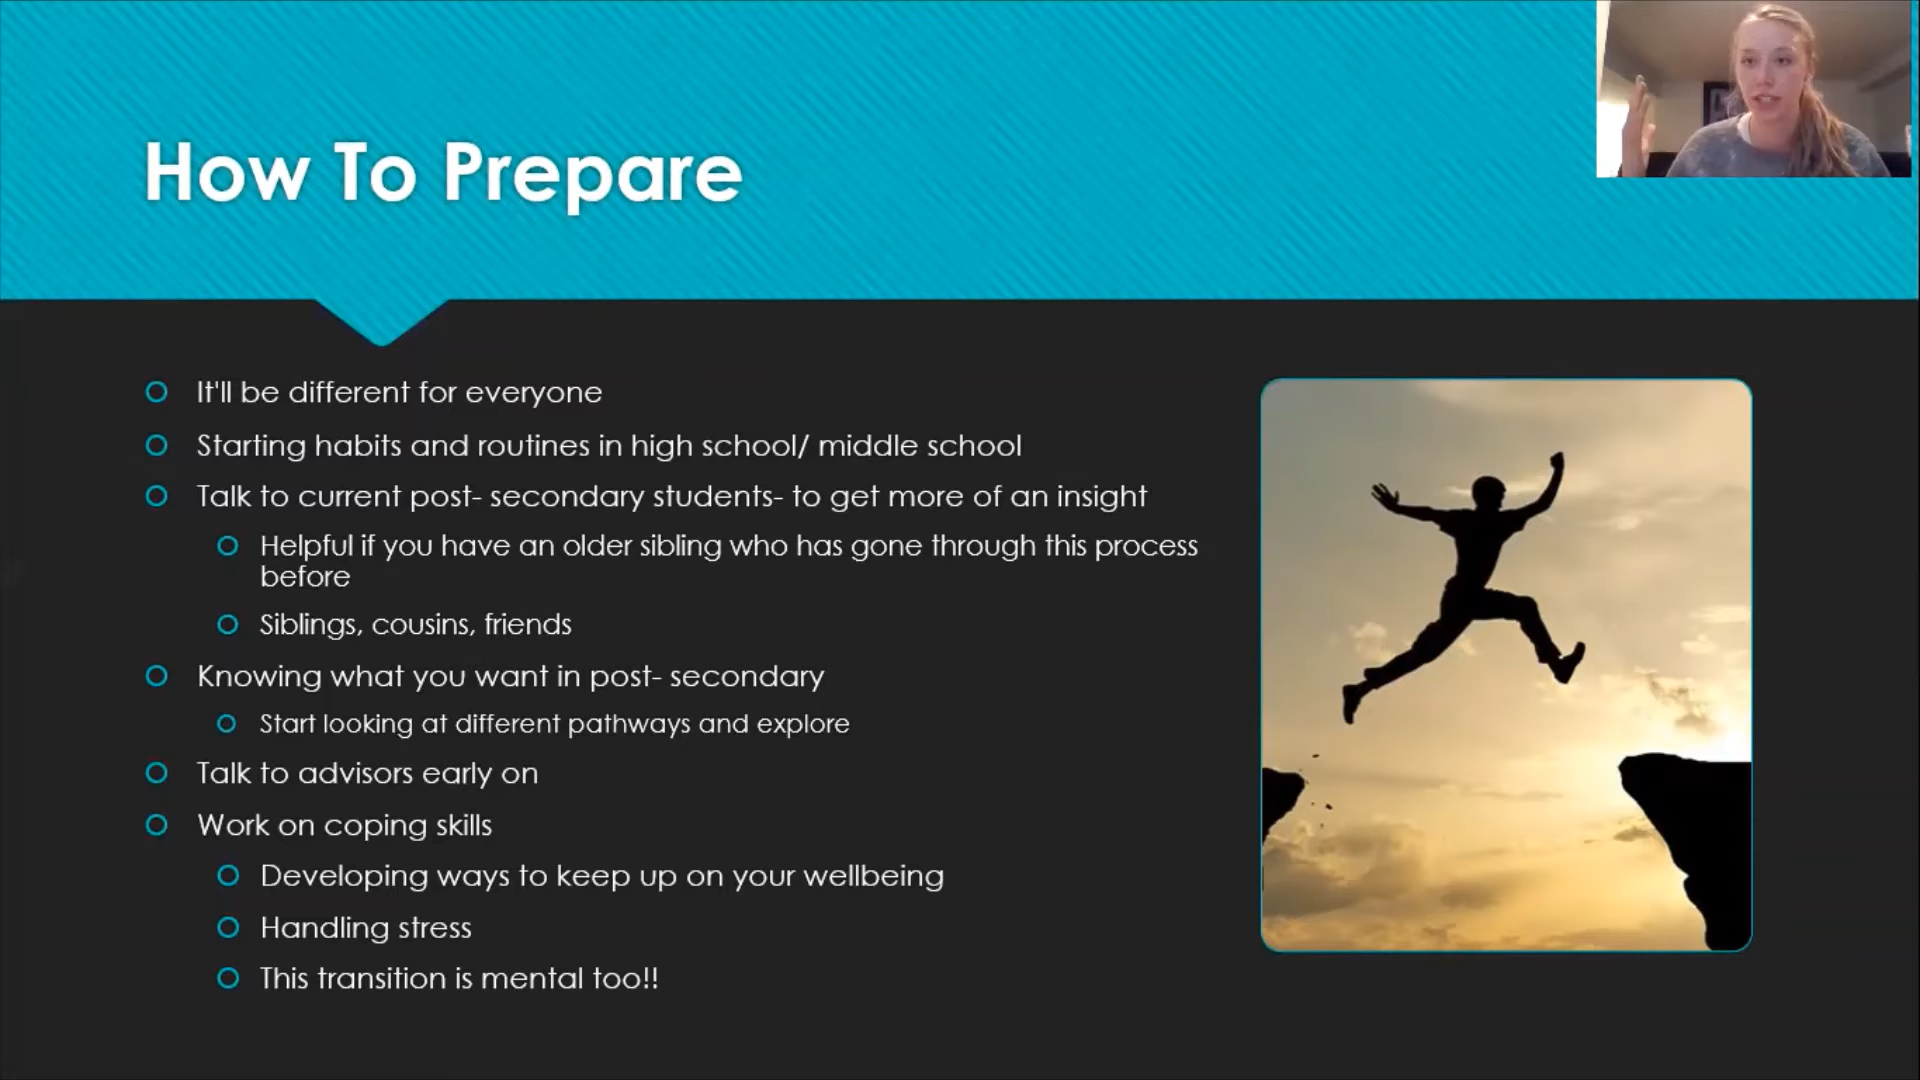 How To Prepare
It'll be different for everyone
Starting habits and routines in high school/ middle school
Talk to current post- secondary students- to get more of an insight
Helpful if you have an older sibling who has gone through this process
before
Siblings, cousins, friends
Knowing what you want in post- secondary
Start looking at different pathways and explore
Talk to advisors early on
Work on coping skills
Developing ways to keep up on your wellbeing
Handling stress
This transition is mental too!!